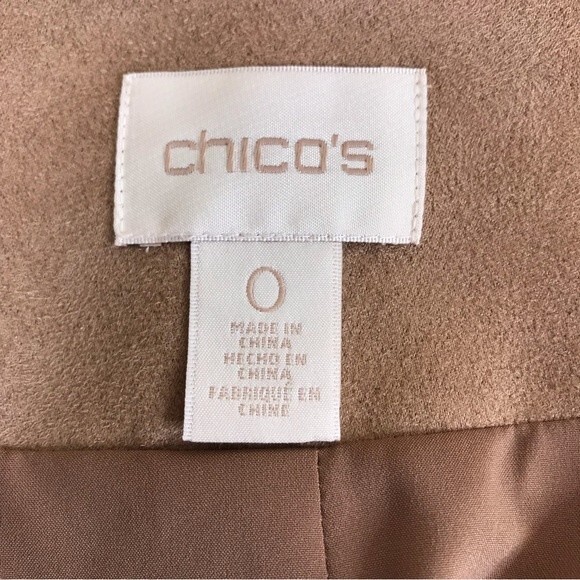 chico's
0
MADE IN
CHINA
HECHO EN
CHINA
FABRIQUÉ EN
CHINE